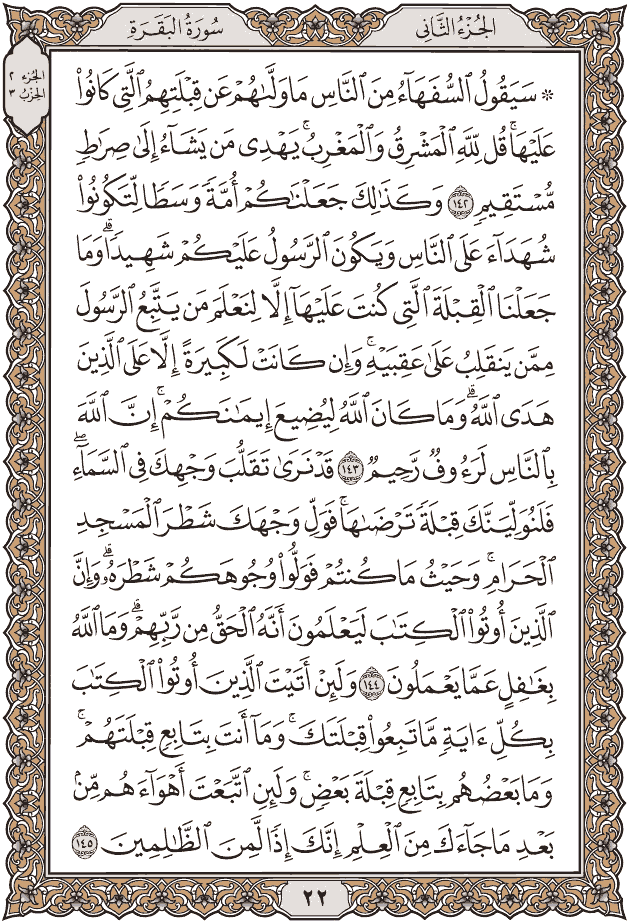 الجُزْءُ الثَّانِي
سُورَةُ البَقَرَةِ
الجُزء ٢
الحِزْب ٣
۞ سَيَقُولُ ٱلسُّفَهَآءُ مِنَ ٱلنَّاسِ مَا وَلَّىٰهُمْ عَن قِبْلَتِهِمُ ٱلَّتِى كَانُوا۟
عَلَيْهَا ۚ قُل لِّلَّهِ ٱلْمَشْرِقُ وَٱلْمَغْرِبُ ۚ يَهْدِى مَن يَشَآءُ إِلَىٰ صِرَٰطٍ
مُّسْتَقِيمٍ ١٤٢ وَكَذَٰلِكَ جَعَلْنَـٰكُمْ أُمَّةً وَسَطًا لِّتَكُونُوا۟
شُهَدَآءَ عَلَى ٱلنَّاسِ وَيَكُونَ ٱلرَّسُولُ عَلَيْكُمْ شَهِيدًا ۗ وَمَا
جَعَلْنَا ٱلْقِبْلَةَ ٱلَّتِى كُنتَ عَلَيْهَآ إِلَّا لِنَعْلَمَ مَن يَتَّبِعُ ٱلرَّسُولَ
مِمَّن يَنقَلِبُ عَلَىٰ عَقِبَيْهِ ۚ وَإِن كَانَتْ لَكَبِيرَةً إِلَّا عَلَى ٱلَّذِينَ
هَدَى ٱللَّهُ ۗ وَمَا كَانَ ٱللَّهُ لِيُضِيعَ إِيمَـٰنَكُمْ ۚ إِنَّ ٱللَّهَ
بِٱلنَّاسِ لَرَءُوفٌ رَّحِيمٌ ١٤٣ قَدْ نَرَىٰ تَقَلُّبَ وَجْهِكَ فِى ٱلسَّمَآءِ ۖ
فَلَنُوَلِّيَنَّكَ قِبْلَةً تَرْضَىٰهَا ۚ فَوَلِّ وَجْهَكَ شَطْرَ ٱلْمَسْجِدِ
ٱلْحَرَامِ ۚ وَحَيْثُ مَا كُنتُمْ فَوَلُّوا۟ وُجُوهَكُمْ شَطْرَهُۥ ۗ وَإِنَّ
ٱلَّذِينَ أُوتُوا۟ ٱلْكِتَـٰبَ لَيَعْلَمُونَ أَنَّهُ ٱلْحَقُّ مِن رَّبِّهِمْ ۗ وَمَا ٱللَّهُ
بِغَـٰفِلٍ عَمَّا يَعْمَلُونَ ١٤٤ وَلَئِنْ أَتَيْتَ ٱلَّذِينَ أُوتُوا۟ ٱلْكِتَـٰبَ
بِكُلِّ ءَايَةٍ مَّا تَبِعُوا۟ قِبْلَتَكَ ۚ وَمَآ أَنتَ بِتَابِعٍ قِبْلَتَهُمْ ۚ
وَمَا بَعْضُهُم بِتَابِعٍ قِبْلَةَ بَعْضٍ ۚ وَلَئِنِ ٱتَّبَعْتَ أَهْوَآءَهُم مِّنۢ
بَعْدِ مَا جَآءَكَ مِنَ ٱلْعِلْمِ ۙ إِنَّكَ إِذًا لَّمِنَ ٱلظَّـٰلِمِينَ ١٤٥
٢٢